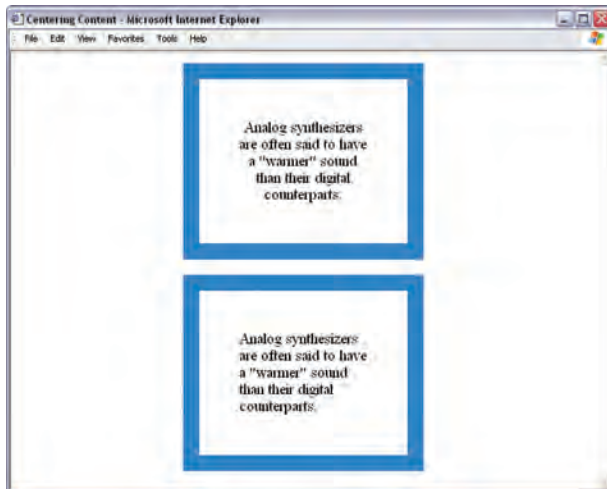 Centering Content - Microsoft Internet Explorer
File Edit View Favorites Tools Help
Analog synthesizers
are often said to have
a "warmer" sound
than their digital
counterparts.
Analog synthesizers
are often said to have
a "warmer" sound
than their digital
counterparts.